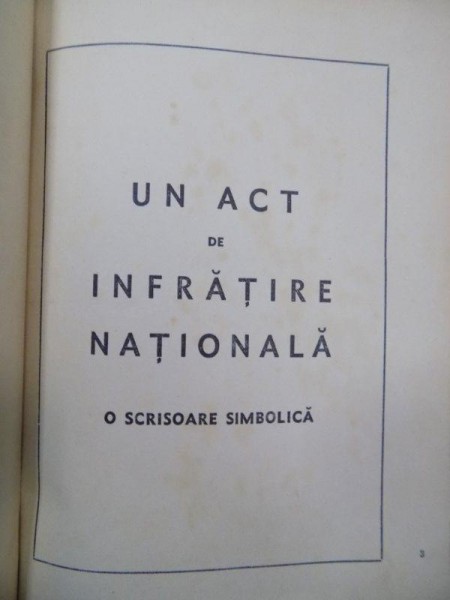 UN ACT
DE
INFRĂȚIRE
NAȚIONALĂ
O SCRISOARE SIMBOLICĂ
3